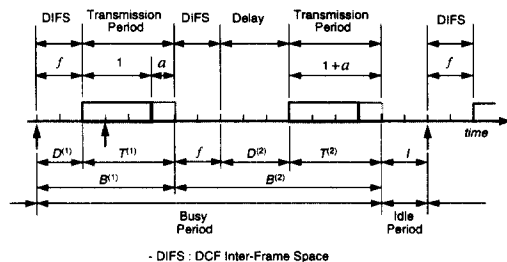 DIFS Transmission Period DiFS Delay Transmission Period DIFS
f 1 a 1+a f
time
D(1) T(1) f D(2) T(2) I
B(1) B(2)
Busy Period Idle Period
- DIFS : DCF Inter-Frame Space